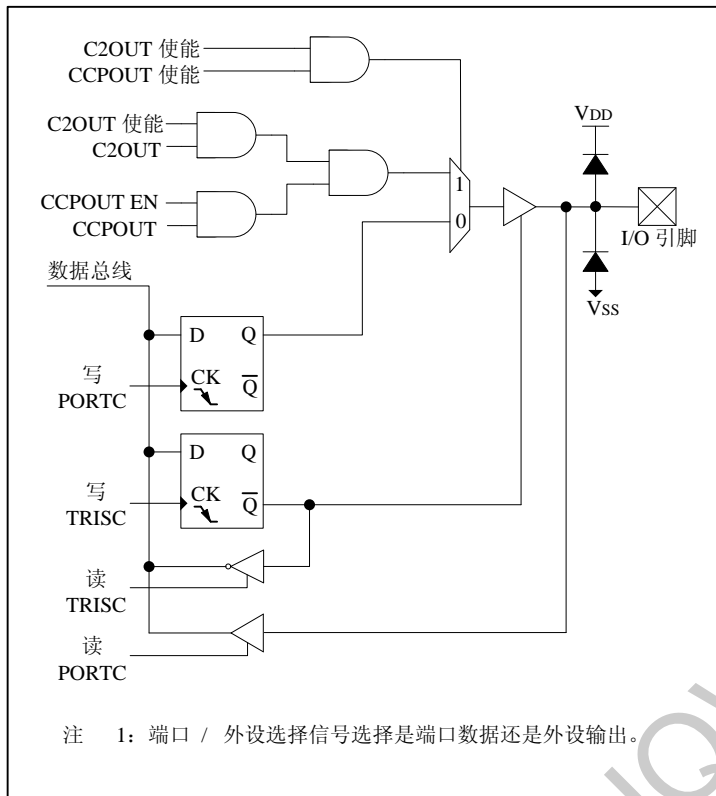 C2OUT 使能
CCPOUT 使能
C2OUT 使能
C2OUT
CCPOUT EN
CCPOUT
1
0
VDD
I/O 引脚
VSS
数据总线
D Q
CK Q
写
PORTC
D Q
CK Q
写
TRISC
读
TRISC
读
PORTC
注 1: 端口 / 外设选择信号选择是端口数据还是外设输出。